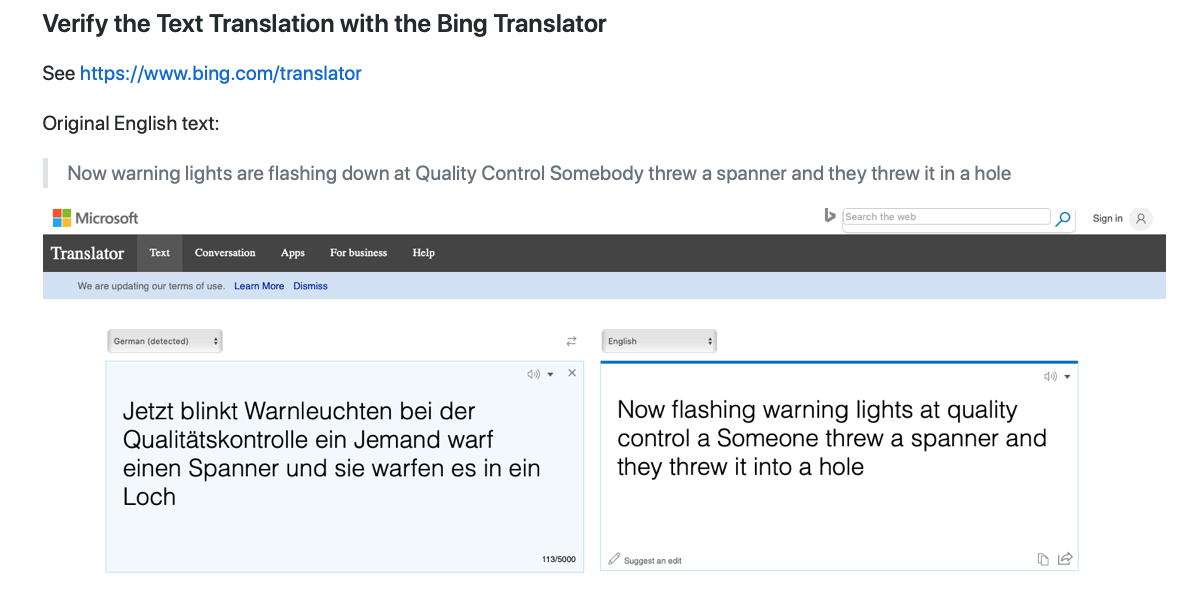 Verify the Text Translation with the Bing Translator
See https://www.bing.com/translator
Original English text:
Now warning lights are flashing down at Quality Control Somebody threw a spanner and they threw it in a hole
Microsoft
Search the web
Sign in
Translator Text Conversation Apps For business Help
We are updating our terms of use. Learn More Dismiss
German (detected)
Jetzt blinkt Warnleuchten bei der
Qualitätskontrolle ein Jemand warf
einen Spanner und sie warfen es in ein
Loch
113/5000
English
Now flashing warning lights at quality
control a Someone threw a spanner and
they threw it into a hole
Suggest an edit